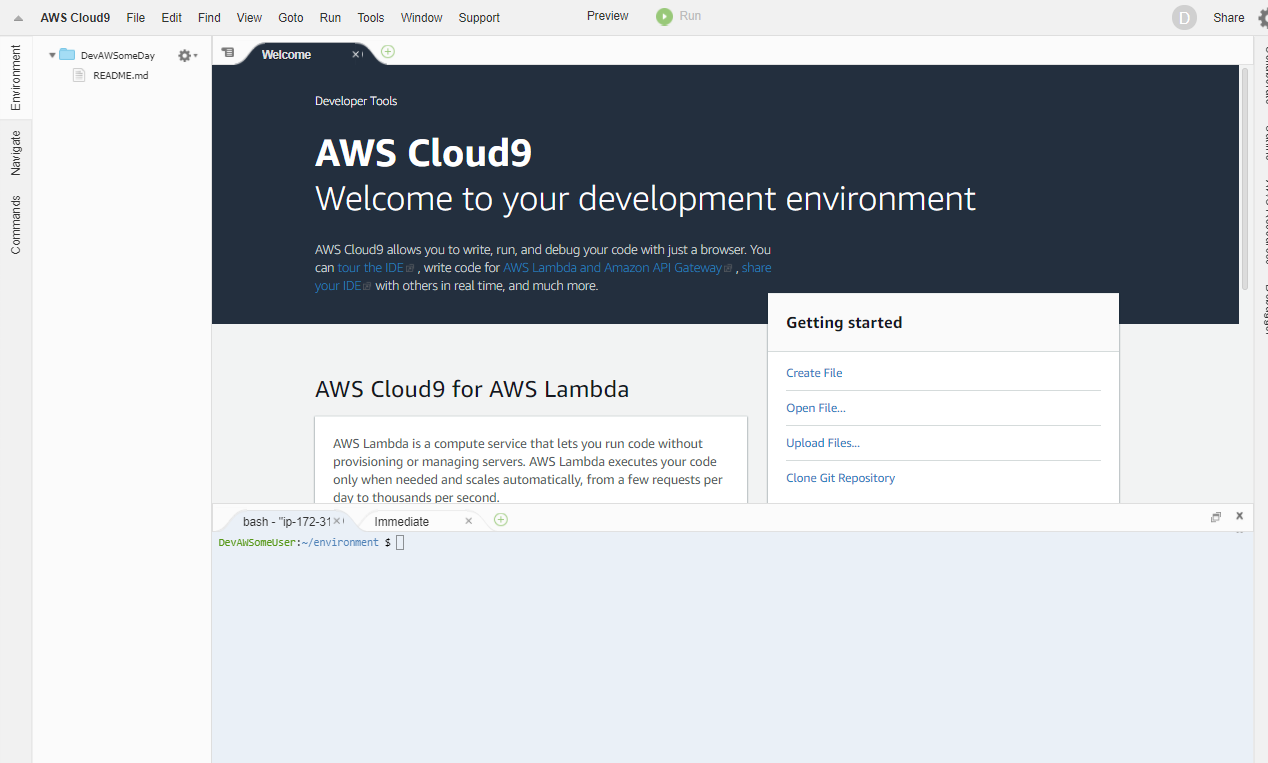 AWS Cloud9 File Edit Find View Goto Run Tools Window Support Preview Run D Share
Environment
Navigate
Commands
DevAWSomeDay
README.md
Welcome
Developer Tools
AWS Cloud9
Welcome to your development environment
AWS Cloud9 allows you to write, run, and debug your code with just a browser. You
can tour the IDE , write code for AWS Lambda and Amazon API Gateway , share
your IDE with others in real time, and much more.
Getting started
Create File
Open File...
Upload Files...
Clone Git Repository
AWS Cloud9 for AWS Lambda
AWS Lambda is a compute service that lets you run code without
provisioning or managing servers. AWS Lambda executes your code
only when needed and scales automatically, from a few requests per
day to thousands per second.
bash - "ip-172-31 Immediate
DevAWSomeUser:~/environment $